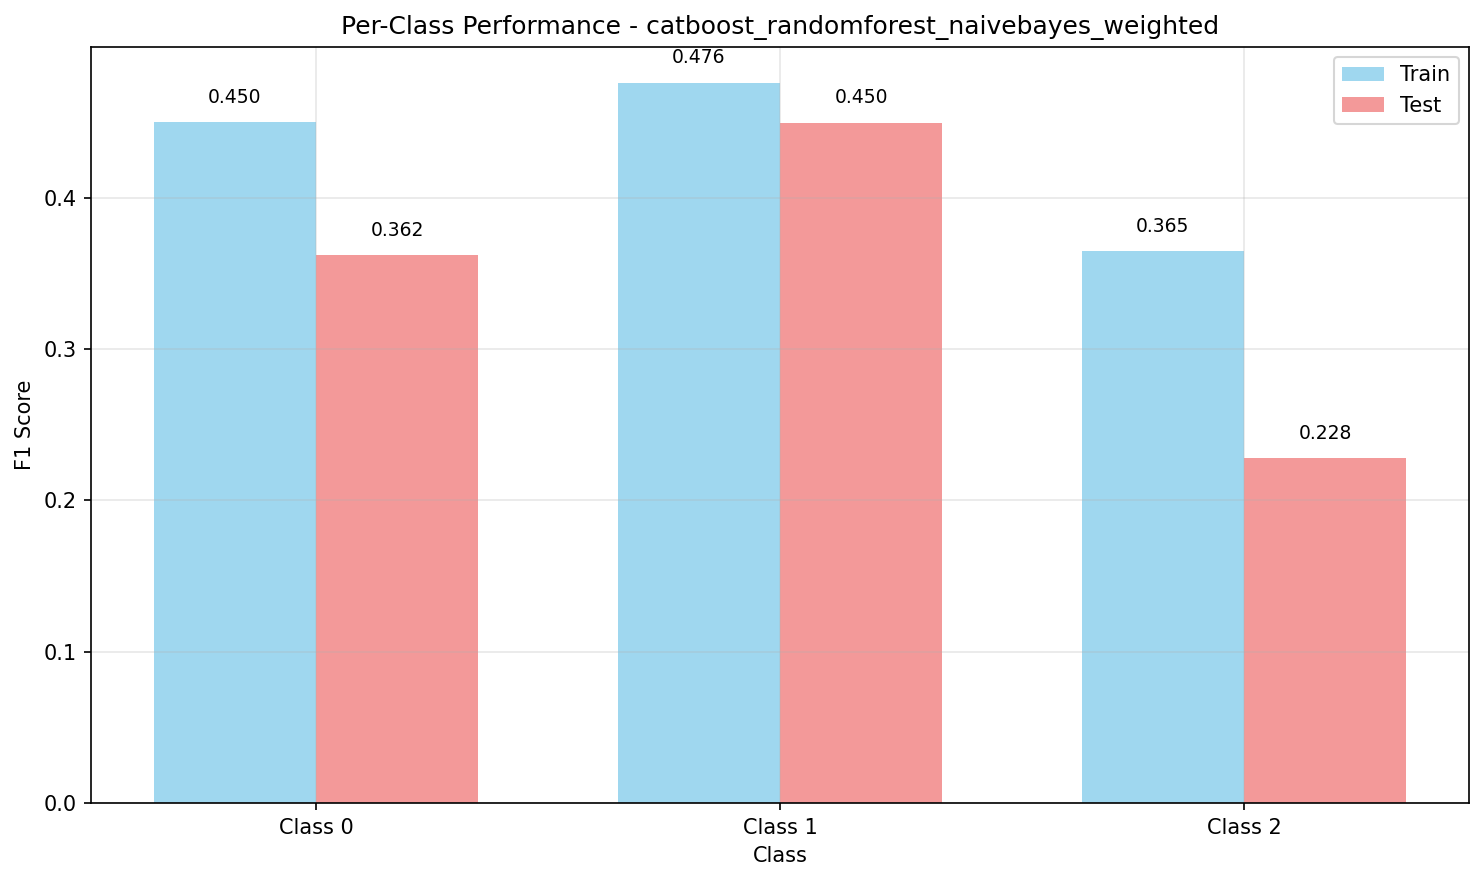 Per-Class Performance - catboost_randomforest_naivebayes_weighted
0.476
0.450
0.450
0.362
0.365
0.228
Train
Test
F1 Score
0.4
0.3
0.2
0.1
0.0
Class 0
Class 1
Class 2
Class